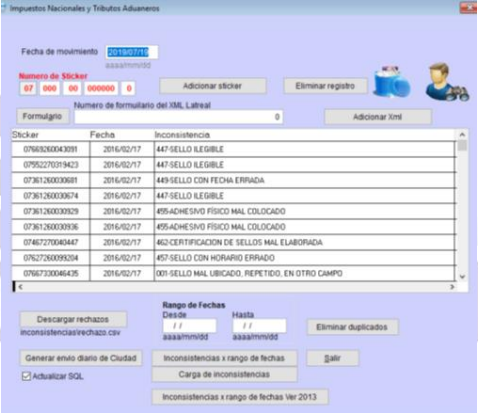 Impuestos Nacionales y Tributos Aduaneros
Fecha de movimiento 2019/07/19
aaaa/mm/dd
Numero de Sticker
07 000 00 000000 0
Adicionar sticker
Eliminar registro
Numero de formulario del XML Latreal
Formulario
0
Adicionar Xml
Sticker Fecha Inconsistencia
07669260043091 2016/02/17 447-SELLO ILEGIBLE
07552270319423 2016/02/17 447-SELLO ILEGIBLE
07361260030681 2016/02/17 449-SELLO CON FECHA ERRADA
07361260030674 2016/02/17 447-SELLO ILEGIBLE
07361260030929 2016/02/17 455-ADHESIVO FÍSICO MAL COLOCADO
07361260030936 2016/02/17 455-ADHESIVO FÍSICO MAL COLOCADO
07467270040447 2016/02/17 462-CERTIFICACION DE SELLOS MAL ELABORADA
07627260099204 2016/02/17 457-SELLO CON HORARIO ERRADO
07667330046435 2016/02/17 001-SELLO MAL UBICADO, REPETIDO, EN OTRO CAMPO
Rango de Fechas
Desde Hasta
Descargar rechazos
/ / / /
Eliminar duplicados
inconsistencias\rechazo.csv
aaaa/mm/dd aaaa/mm/dd
Generar envio diario de Ciudad
Inconsistencias x rango de fechas
Salir
Actualizar SQL
Carga de inconsistencias
Inconsistencias x rango de fechas Ver 2013